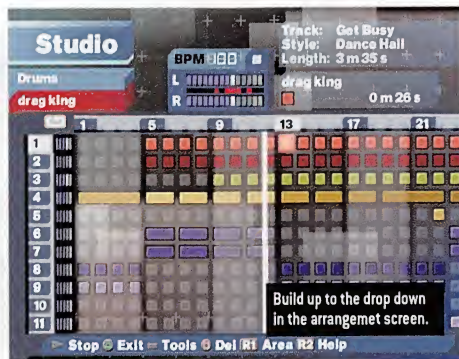 Studio
Track: Get Busy
Style: Dance Hall
Length: 3 m 35 s
BPM
L
R
Drums
drag king
drag king
0 m 26 s
1 5 9 13 17 21
1
2
3
4
5
6
7
8
9
10
11
Build up to the drop down
in the arrangemet screen.
Stop Exit Tools Del R1 Area R2 Help